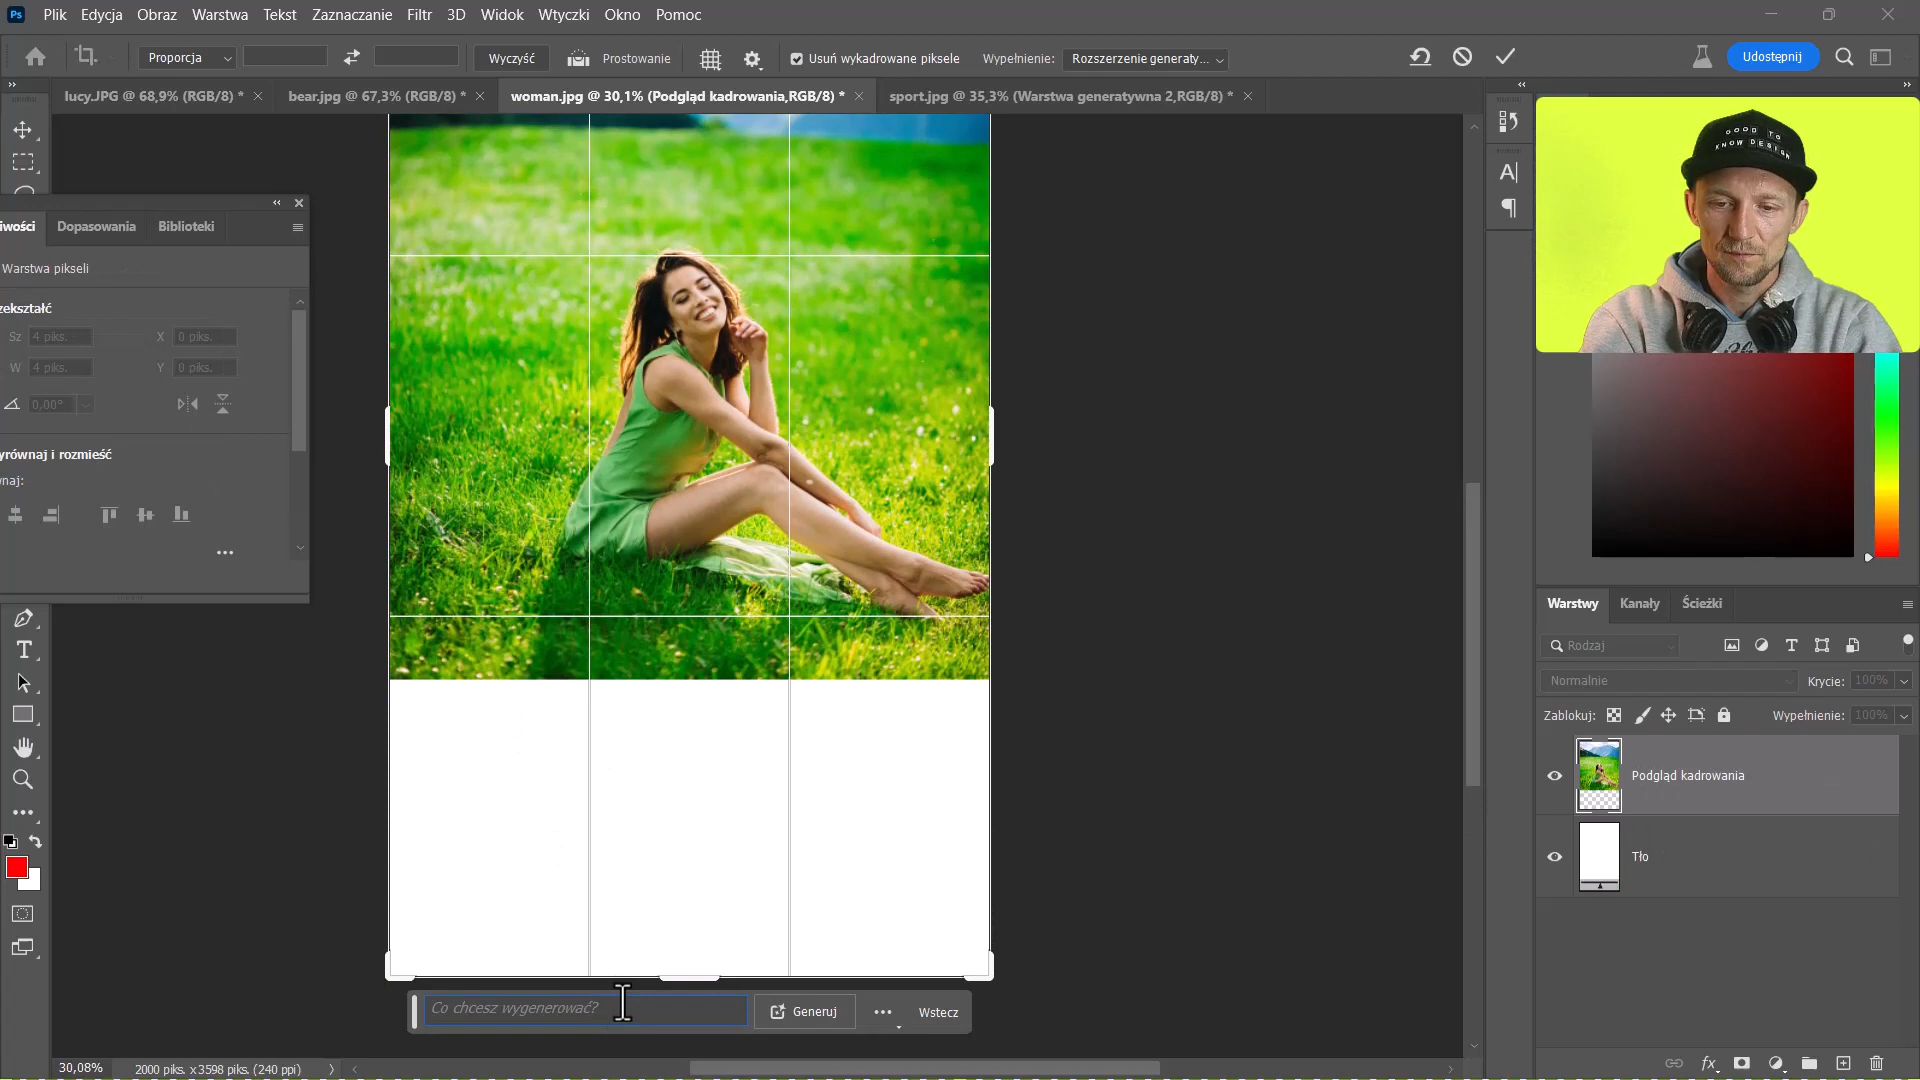 Ps Plik Edycja Obraz Warstwa Tekst Zaznaczanie Filtr 3D Widok Wtyczki Okno Pomoc
Proporcja Wyczyść Prostowanie Usuń wykadrowane piksele Wypełnienie: Rozszerzenie generaty... Udostępnij
lucy.JPG @ 68,9% (RGB/8) * bear.jpg @ 67,3% (RGB/8) * woman.jpg @ 30,1% (Podgląd kadrowania,RGB/8) * sport.jpg @ 35,3% (Warstwa generatywna 2,RGB/8) *
GOOD TO
KNOW DESIGN
iwości Dopasowania Biblioteki
Warstwa pikseli
zekształć
Sz 4 piks. X 0 piks.
W 4 piks. Y 0 piks.
0,00°
yrównaj i rozmieść
naj:
Warstwy Kanały Ścieżki
Rodzaj
Normalnie Krycie: 100%
Zablokuj: Wypełnienie: 100%
Podgląd kadrowania
Tło
Co chcesz wygenerować? Generuj Wstecz
30,08% 2000 piks. x 3598 piks. (240 ppi)